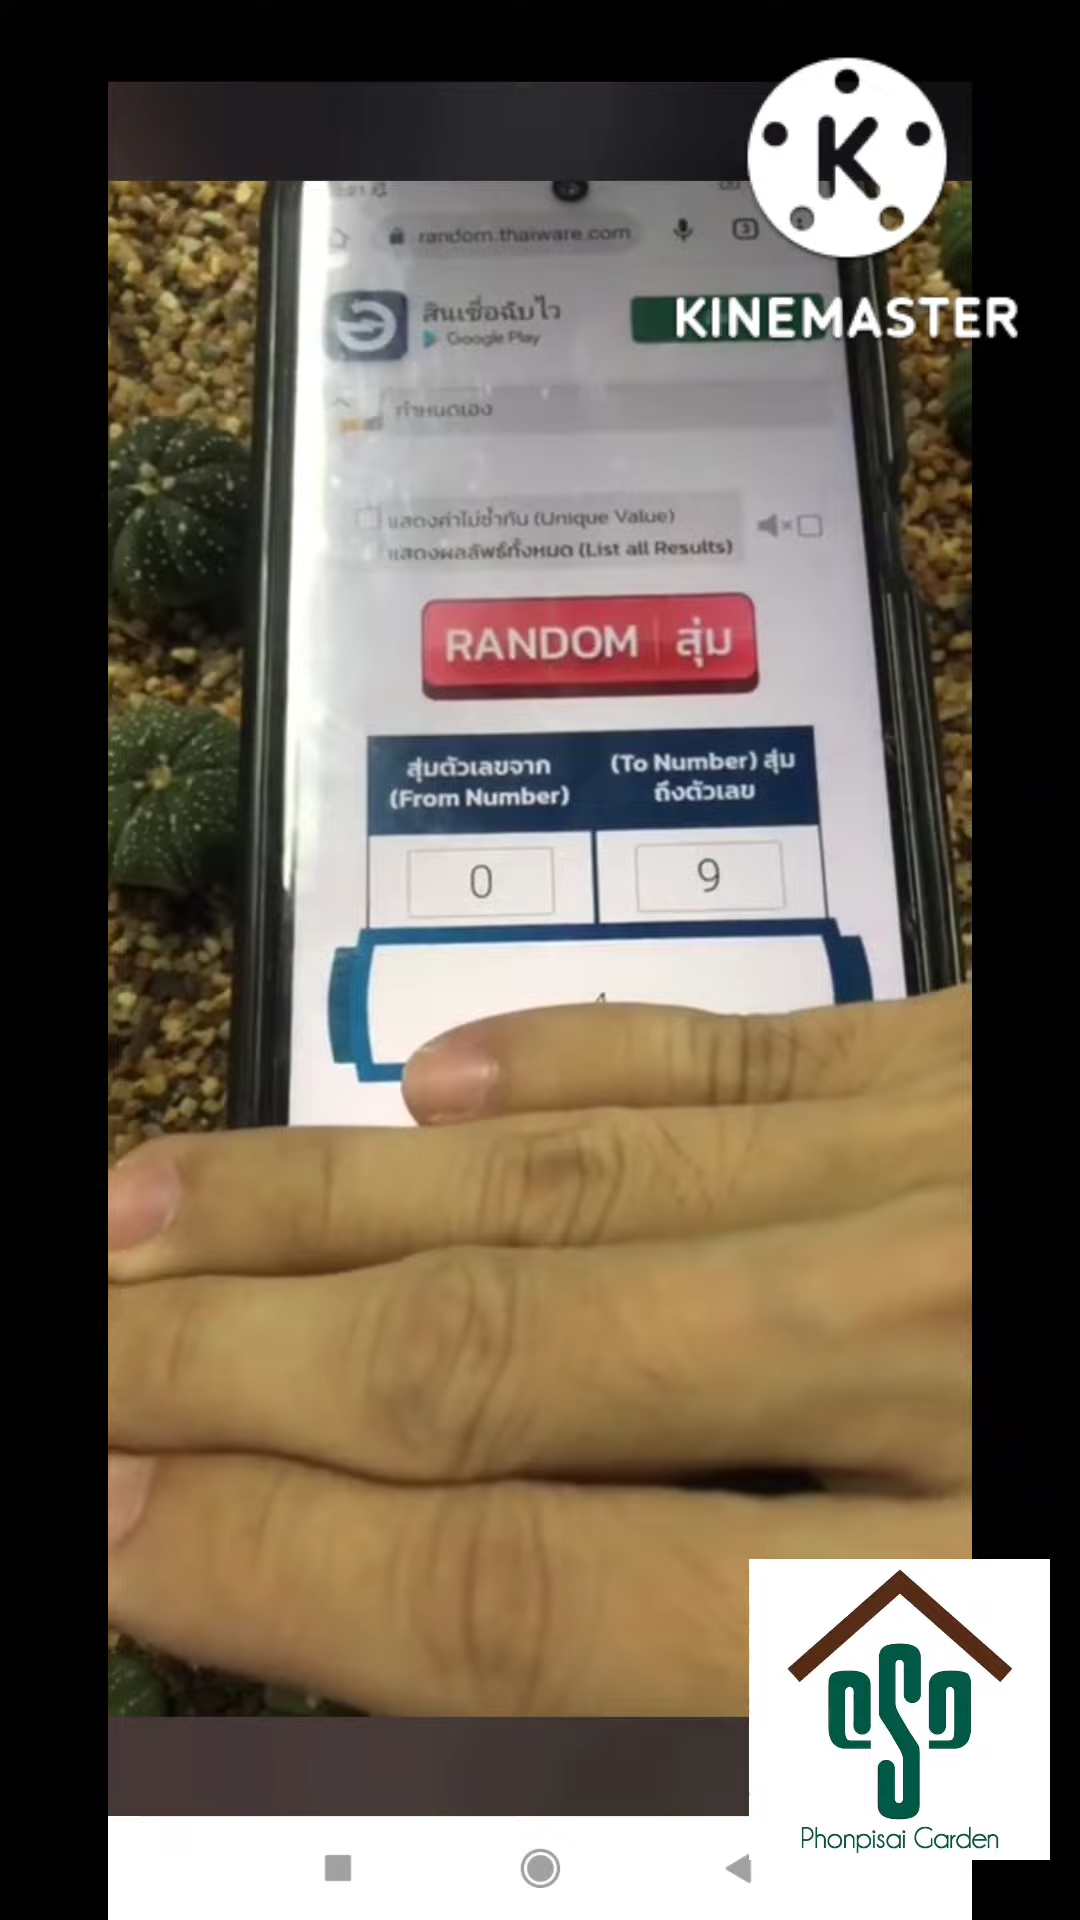 K
KINEMASTER
random.thaiware.com
3
สินเชื่อฉับไว
Google Play
กำหนดเอง
แสดงค่าไม่ซ้ำกัน (Unique Value)
แสดงผลลัพธ์ทั้งหมด (List all Results)
RANDOM สุ่ม
สุ่มตัวเลขจาก
(From Number)
(To Number) สุ่ม
ถึงตัวเลข
0
9
Phonpisai Garden